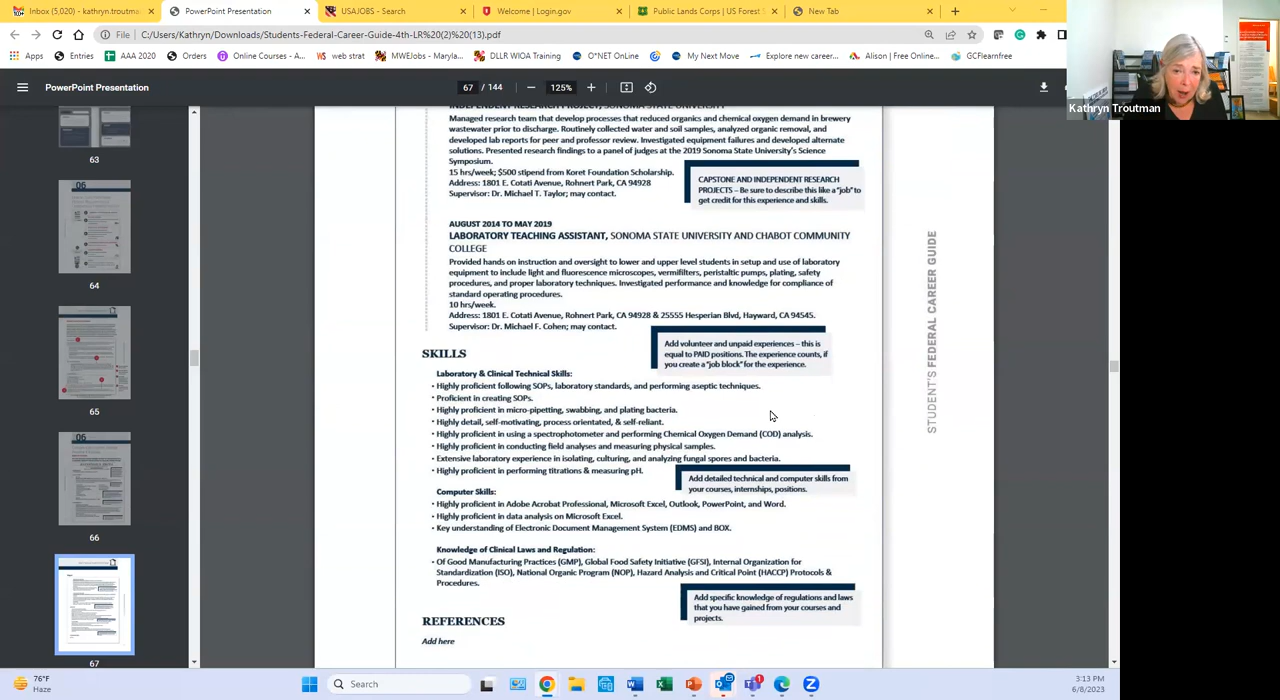 Inbox (5,020) - kathryn.troutma
PowerPoint Presentation
USAJOBS - Search
Welcome | Login.gov
Public Lands Corps | US Forest
New Tab
File
C:/Users/Kathryn/Downloads/Students-Federal-Career-Guide-4th-LR%20(2)%20(13).pdf
Apps
Entries
AAA 2020
Orders
Online Courses - A...
web strat
MWEJobs - Maryla...
DLLR WIOA Training
O*NET Online
My Next Move
Explore new career...
Alison | Free Online...
GCFlearnfree
Kathryn Troutman
PowerPoint Presentation
67 / 144
125%
63
64
65
66
67
INDEPENDENT RESEARCH PROJECT, SONOMA STATE UNIVERSITY
Managed research team that develop processes that reduced organics and chemical oxygen demand in brewery
wastewater prior to discharge. Routinely collected water and soil samples, analyzed organic removal, and
developed lab reports for peer and professor review. Investigated equipment failures and developed alternate
solutions. Presented research findings to a panel of judges at the 2019 Sonoma State University's Science
Symposium.
15 hrs/week; $500 stipend from Koret Foundation Scholarship.
Address: 1801 E. Cotati Avenue, Rohnert Park, CA 94928
Supervisor: Dr. Michael T. Taylor; may contact.
CAPSTONE AND INDEPENDENT RESEARCH
PROJECTS – Be sure to describe this like a "job" to
get credit for this experience and skills.
AUGUST 2014 TO MAY 2019
LABORATORY TEACHING ASSISTANT, SONOMA STATE UNIVERSITY AND CHABOT COMMUNITY
COLLEGE
Provided hands on instruction and oversight to lower and upper level students in setup and use of laboratory
equipment to include light and fluorescence microscopes, vermifilters, peristaltic pumps, plating, safety
procedures, and proper laboratory techniques. Investigated performance and knowledge for compliance of
standard operating procedures.
10 hrs/week.
Address: 1801 E. Cotati Avenue, Rohnert Park, CA 94928 & 25555 Hesperian Blvd, Hayward, CA 94545.
Supervisor: Dr. Michael F. Cohen; may contact.
Add volunteer and unpaid experiences – this is
equal to PAID positions. The experience counts, if
you create a "job block" for the experience.
SKILLS
Laboratory & Clinical Technical Skills:
• Highly proficient following SOPs, laboratory standards, and performing aseptic techniques.
• Proficient in creating SOPs.
• Highly proficient in micro-pipetting, swabbing, and plating bacteria.
• Highly detail, self-motivating, process orientated, & self-reliant.
• Highly proficient in using a spectrophotometer and performing Chemical Oxygen Demand (COD) analysis.
• Highly proficient in conducting field analyses and measuring physical samples.
• Extensive laboratory experience in isolating, culturing, and analyzing fungal spores and bacteria.
• Highly proficient in performing titrations & measuring pH.
Add detailed technical and computer skills from
your courses, internships, positions.
Computer Skills:
• Highly proficient in Adobe Acrobat Professional, Microsoft Excel, Outlook, PowerPoint, and Word.
• Highly proficient in data analysis on Microsoft Excel.
• Key understanding of Electronic Document Management System (EDMS) and BOX.
Knowledge of Clinical Laws and Regulation:
• Of Good Manufacturing Practices (GMP), Global Food Safety Initiative (GFSI), Internal Organization for
Standardization (ISO), National Organic Program (NOP), Hazard Analysis and Critical Point (HACCP) Protocols &
Procedures.
Add specific knowledge of regulations and laws
that you have gained from your courses and
projects.
REFERENCES
Add here
STUDENT'S FEDERAL CAREER GUIDE
76°F
Haze
Search
3:13 PM
6/8/2023